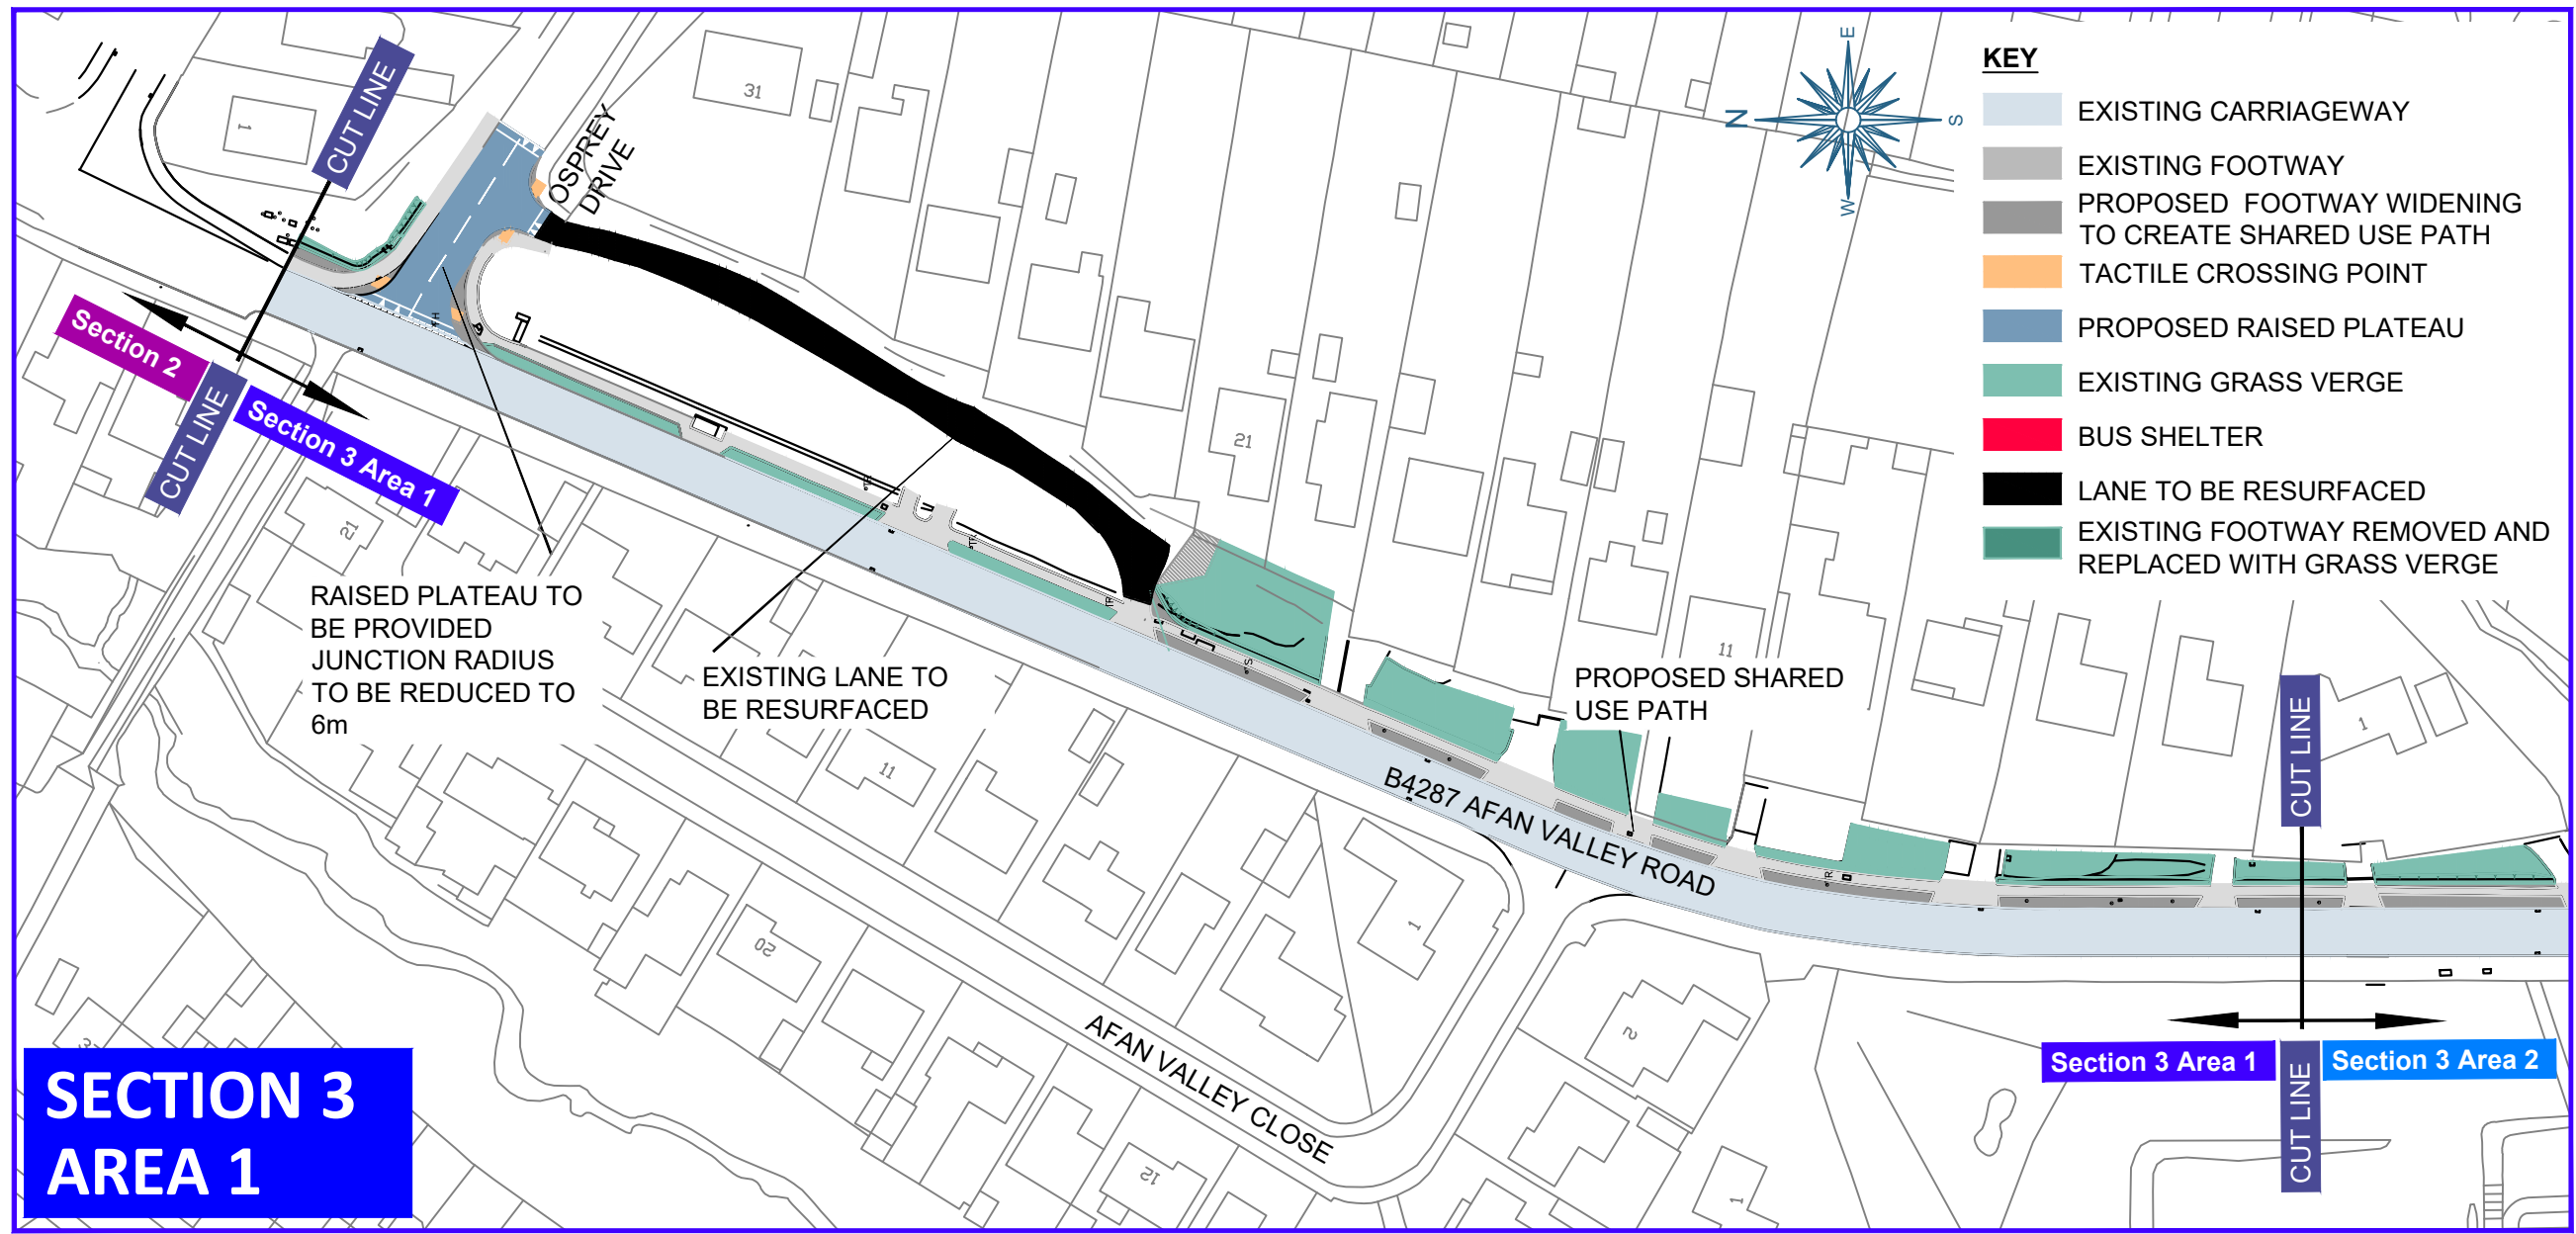 CUT LINE
1
31
OSPREY
DRIVE
E
N
S
W
KEY
EXISTING CARRIAGEWAY
EXISTING FOOTWAY
PROPOSED FOOTWAY WIDENING
TO CREATE SHARED USE PATH
TACTILE CROSSING POINT
PROPOSED RAISED PLATEAU
EXISTING GRASS VERGE
BUS SHELTER
LANE TO BE RESURFACED
EXISTING FOOTWAY REMOVED AND
REPLACED WITH GRASS VERGE
Section 2
CUT LINE
Section 3 Area 1
21
21
RAISED PLATEAU TO
BE PROVIDED
JUNCTION RADIUS
TO BE REDUCED TO
6m
EXISTING LANE TO
BE RESURFACED
11
11
PROPOSED SHARED
USE PATH
B4287 AFAN VALLEY ROAD
CUT LINE
1
1
20
2
AFAN VALLEY CLOSE
12
1
Section 3 Area 1
CUT LINE
Section 3 Area 2
SECTION 3
AREA 1